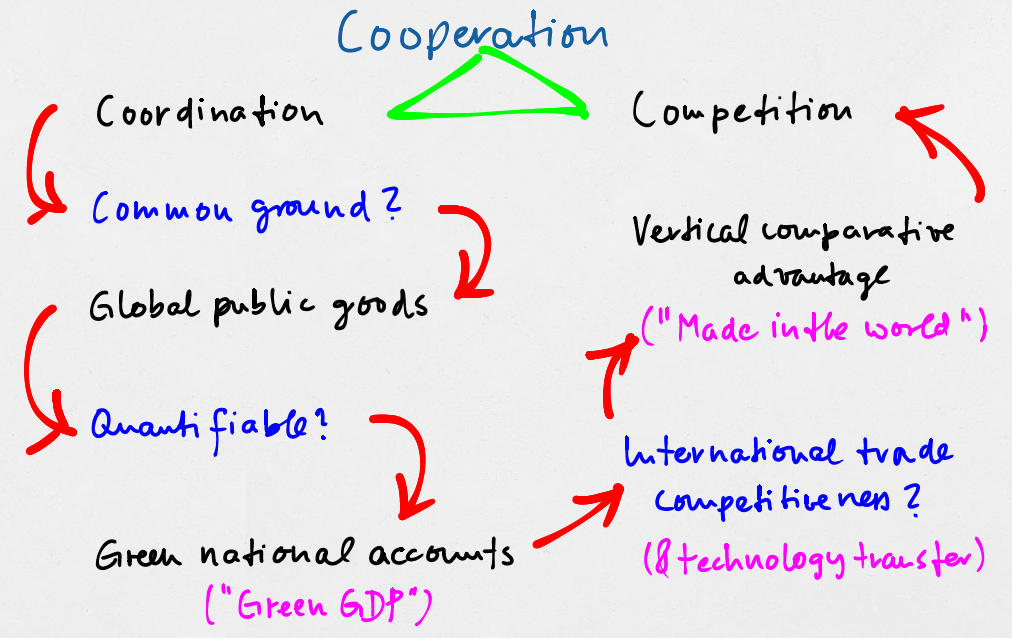 Cooperation
Coordination
Common ground?
Global public goods
Quantifiable?
Green national accounts
("Green GDP")
Competition
Vertical comparative
advantage
("Made in the world")
International trade
competitiveness?
(& technology transfer)